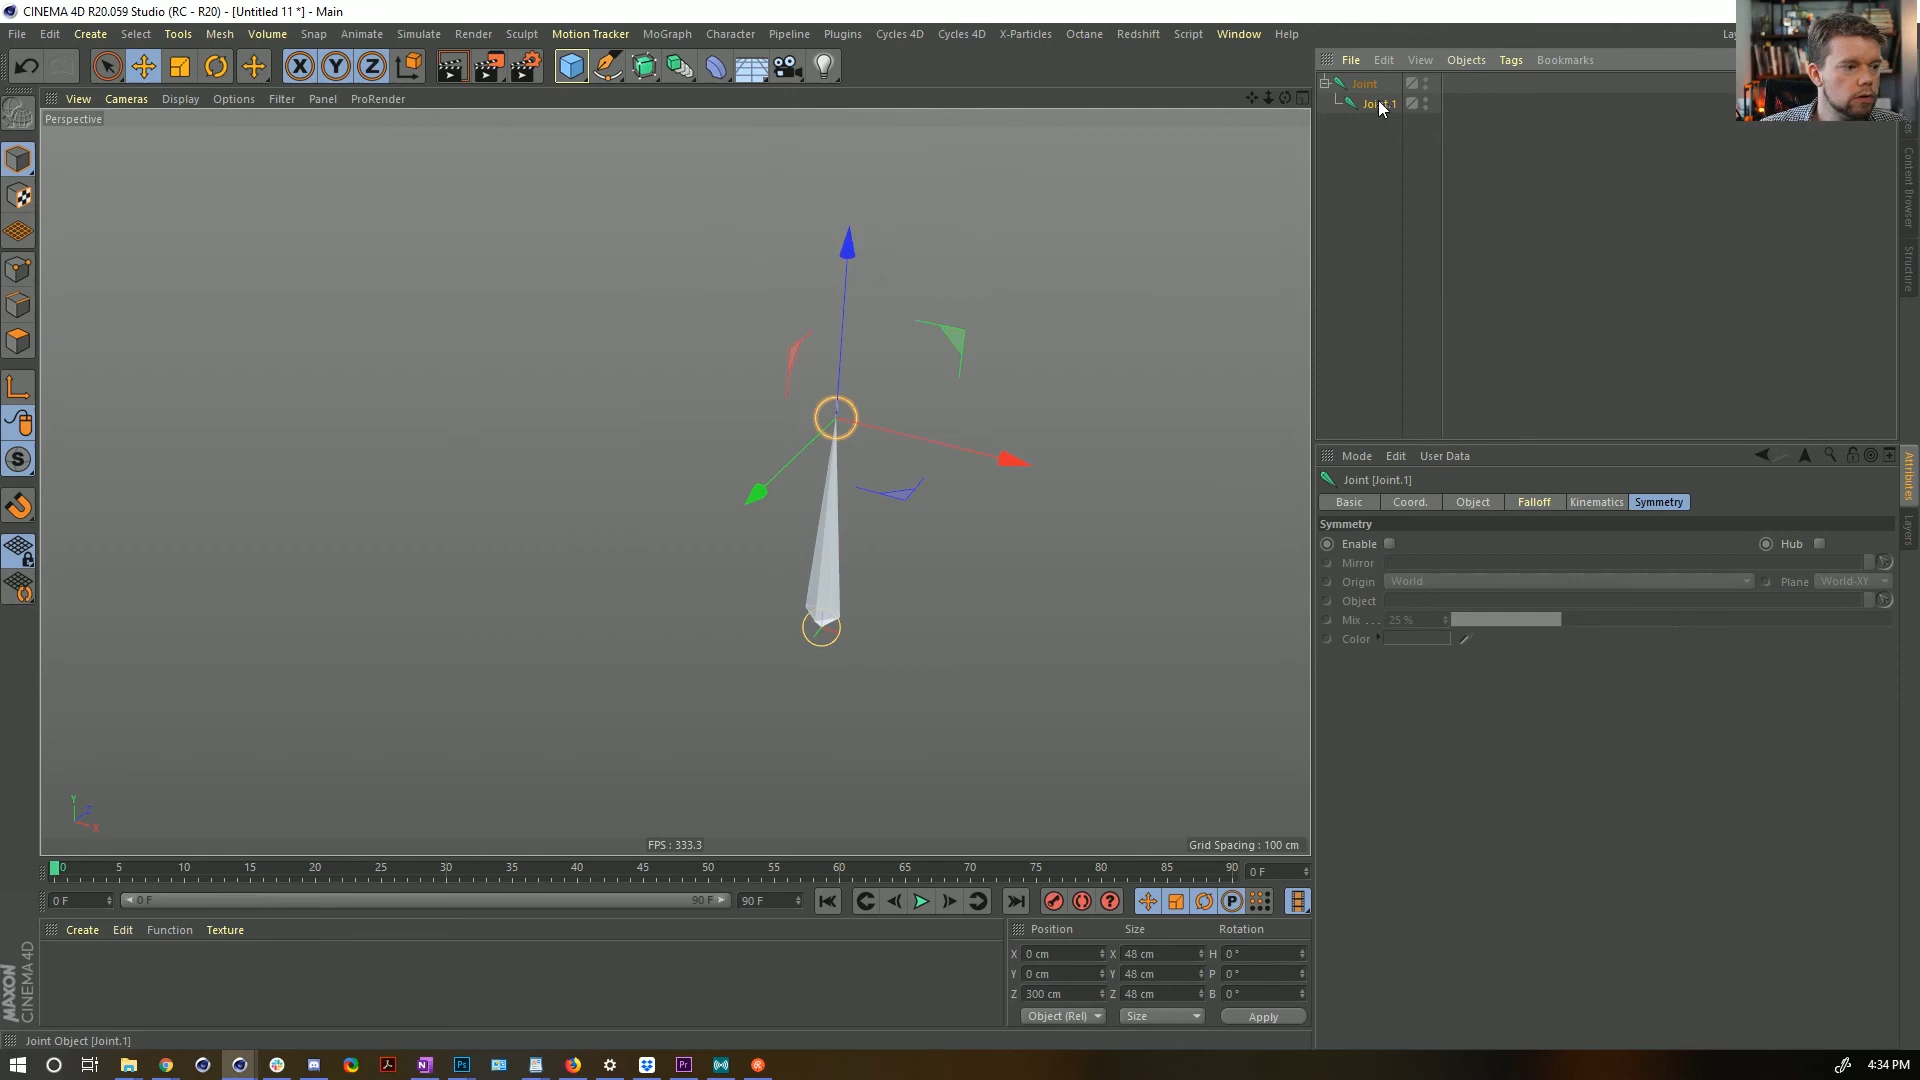 CINEMA 4D R20.059 Studio (RC - R20) - [Untitled 11 *] - Main
File Edit Create Select Tools Mesh Volume Snap Animate Simulate Render Sculpt Motion Tracker MoGraph Character Pipeline Plugins Cycles 4D Cycles 4D X-Particles Octane Redshift Script Window Help
File Edit View Objects Tags Bookmarks
Joint
Joint.1
View Cameras Display Options Filter Panel ProRender
Perspective
Y
Z
X
FPS : 333.3
Grid Spacing : 100 cm
Content Browser
Structure
Mode Edit User Data
Joint [Joint.1]
Basic Coord. Object Falloff Kinematics Symmetry
Symmetry
Enable Hub
Mirror
Origin World Plane World-XY
Object
Mix . . . 25 %
Color
Attributes
Layers
0 5 10 15 20 25 30 35 40 45 50 55 60 65 70 75 80 85 90 0 F
0 F 0 F 90 F 90 F
Create Edit Function Texture
Position Size Rotation
X 0 cm X 48 cm H 0 °
Y 0 cm Y 48 cm P 0 °
Z 300 cm Z 48 cm B 0 °
Object (Rel) Size Apply
MAXON
CINEMA 4D
Joint Object [Joint.1]
4:34 PM